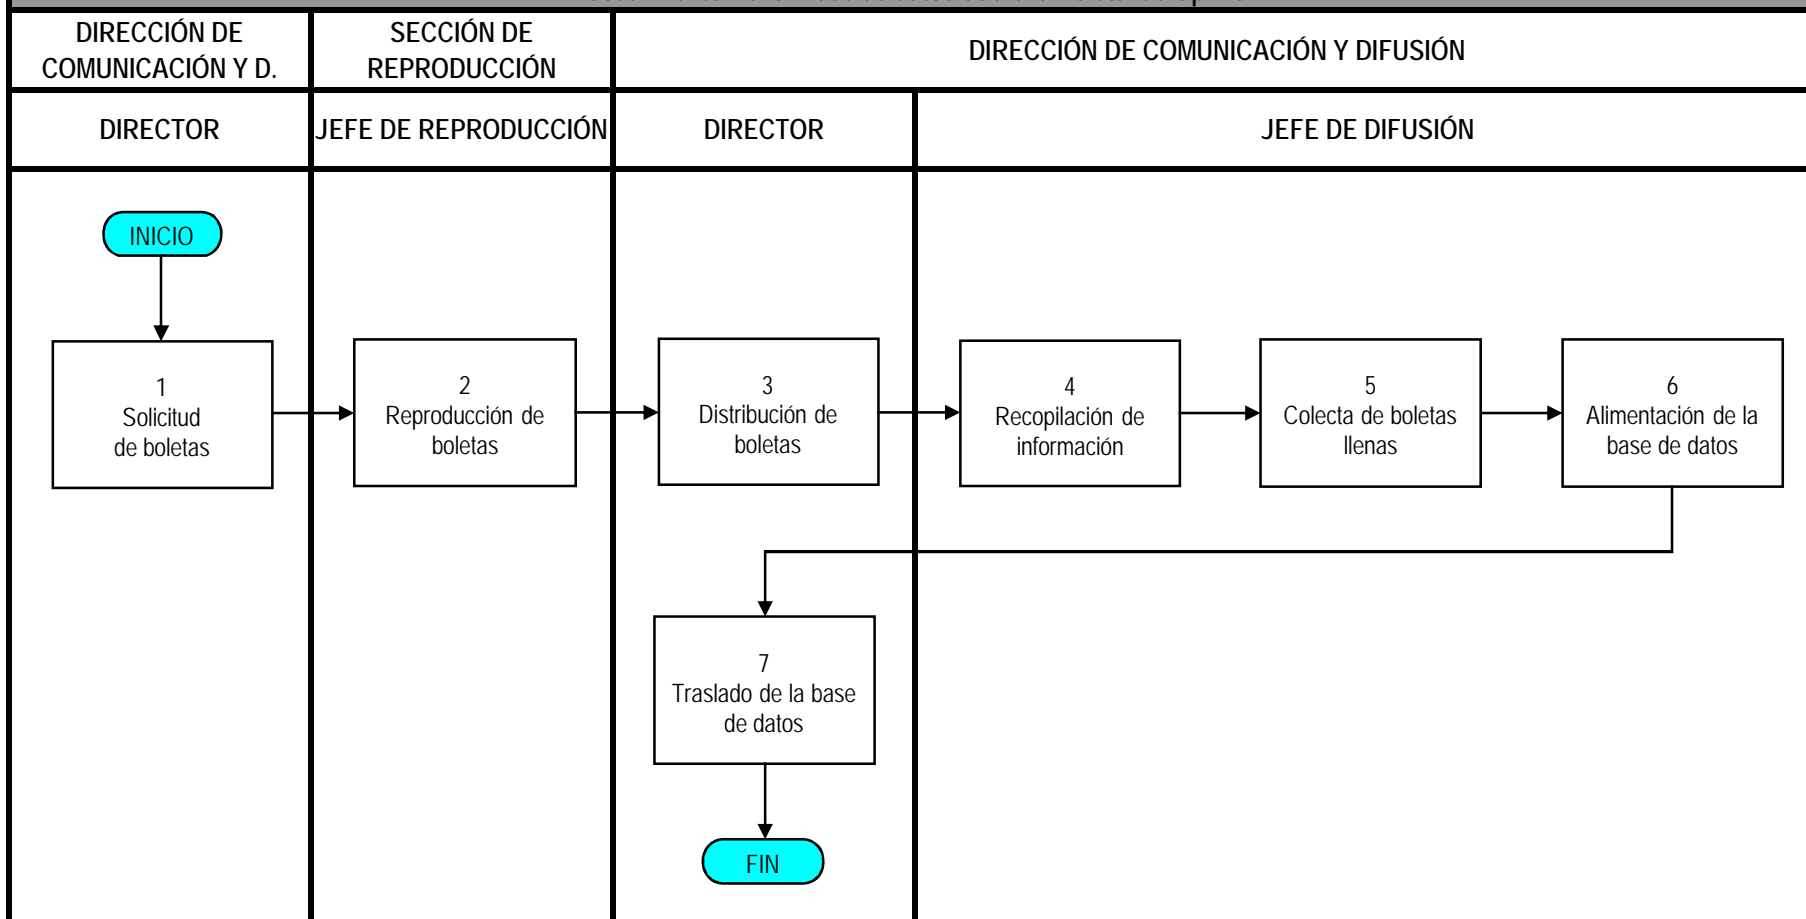 DIRECCIÓN DE
COMUNICACIÓN Y D.
SECCIÓN DE
REPRODUCCIÓN
DIRECCIÓN DE COMUNICACIÓN Y DIFUSIÓN
DIRECTOR
JEFE DE REPRODUCCIÓN
DIRECTOR
JEFE DE DIFUSIÓN
INICIO
1
Solicitud
de boletas
2
Reproducción de
boletas
3
Distribución de
boletas
4
Recopilación de
información
5
Colecta de boletas
llenas
6
Alimentación de la
base de datos
7
Traslado de la base
de datos
FIN